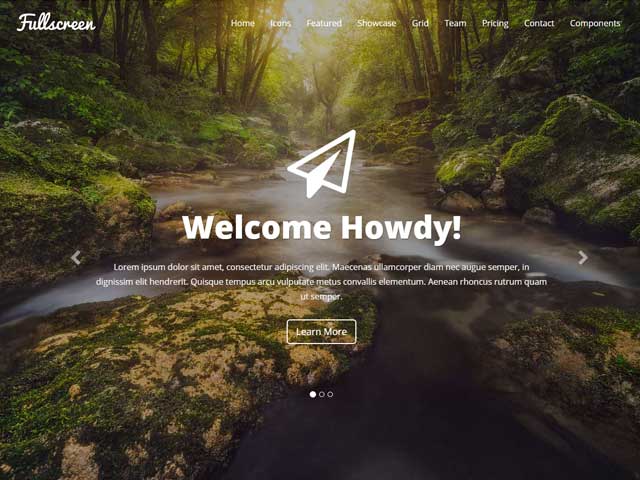 Fullscreen
Home Icons Featured Showcase Grid Team Pricing Contact Components
Welcome Howdy!
Lorem ipsum dolor sit amet, consectetur adipiscing elit. Maecenas ullamcorper diam nec augue semper, in
dignissim elit hendrerit. Quisque tempus arcu vulputate metus convallis elementum. Aenean rhoncus rutrum quam
ut semper.
Learn More